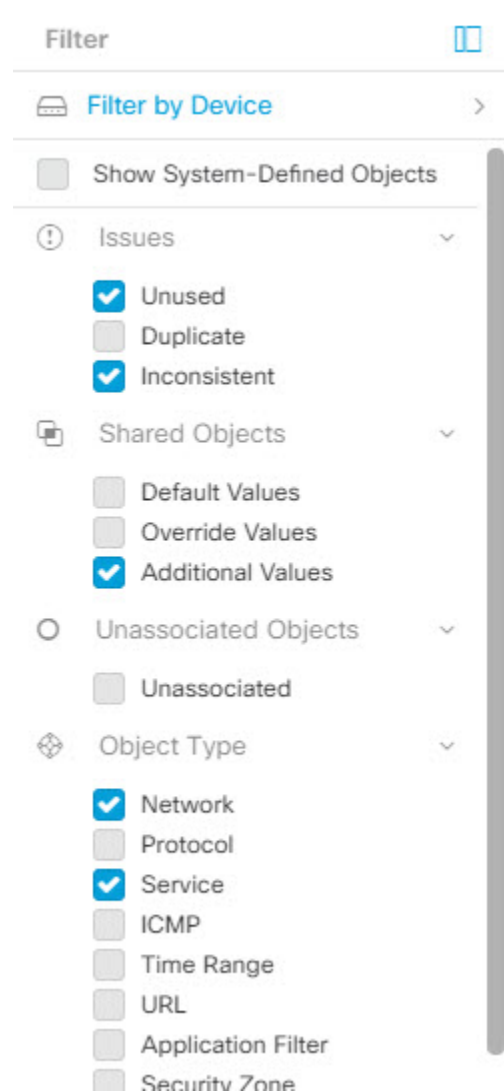 Filter
Filter by Device
Show System-Defined Objects
Issues
Unused
Duplicate
Inconsistent
Shared Objects
Default Values
Override Values
Additional Values
Unassociated Objects
Unassociated
Object Type
Network
Protocol
Service
ICMP
Time Range
URL
Application Filter
Security Zone